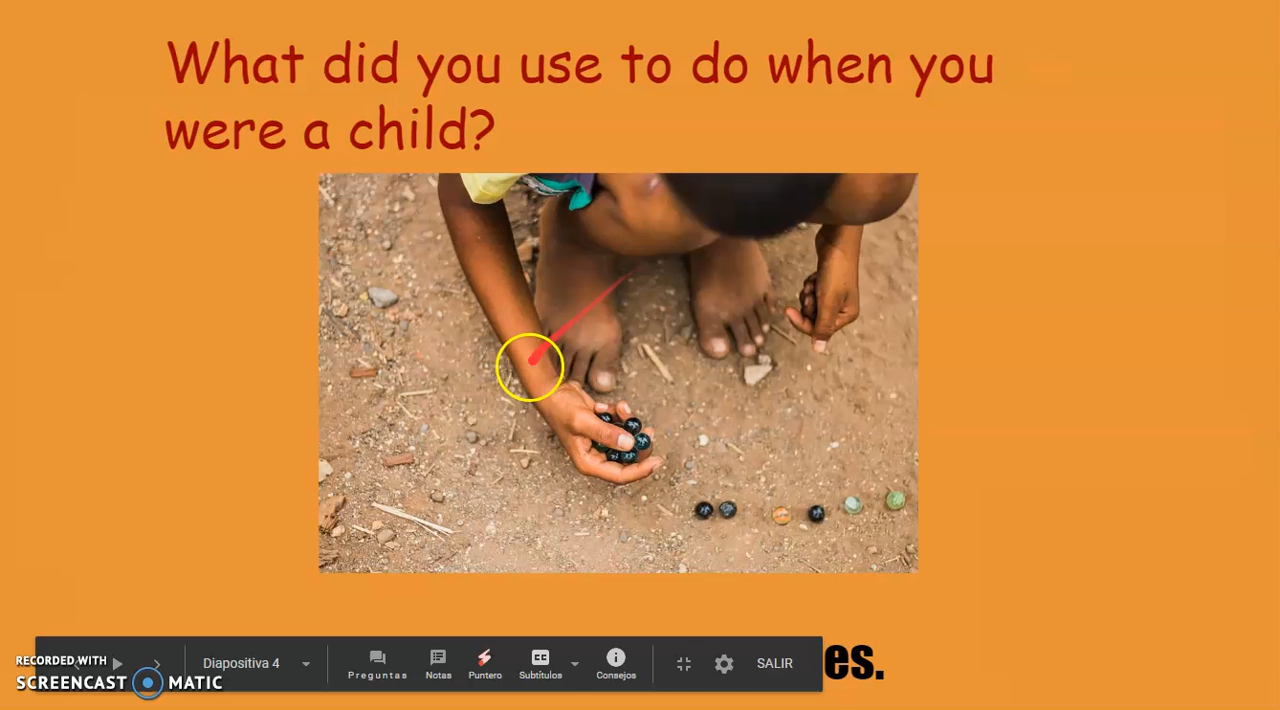 What did you use to do when you
were a child?
es.
Diapositiva 4
Preguntas
Notas
Puntero
Subtítulos
Consejos
SALIR
RECORDED WITH
SCREENCAST MATIC